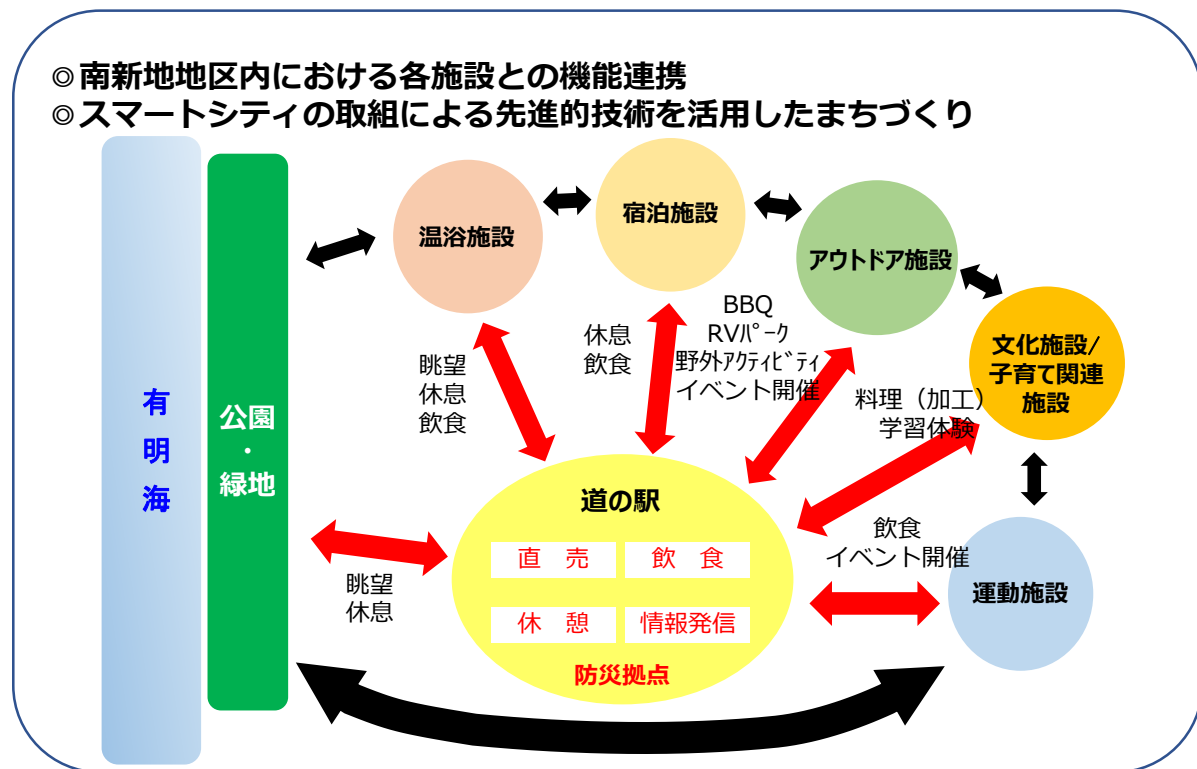 ◎南新地地区内における各施設との機能連携
◎スマートシティの取組による先進的技術を活用したまちづくり
有明海
公園・緑地
温浴施設
宿泊施設
アウトドア施設
文化施設/
子育て関連
施設
運動施設
眺望
休息
飲食
休息
飲食
BBQ
RVﾊﾟｰｸ
野外ｱｸﾃｨﾋﾞﾃｨ
イベント開催
料理（加工）
学習体験
飲食
イベント開催
眺望
休息
道の駅
直　売
飲　食
休　憩
情報発信
防災拠点